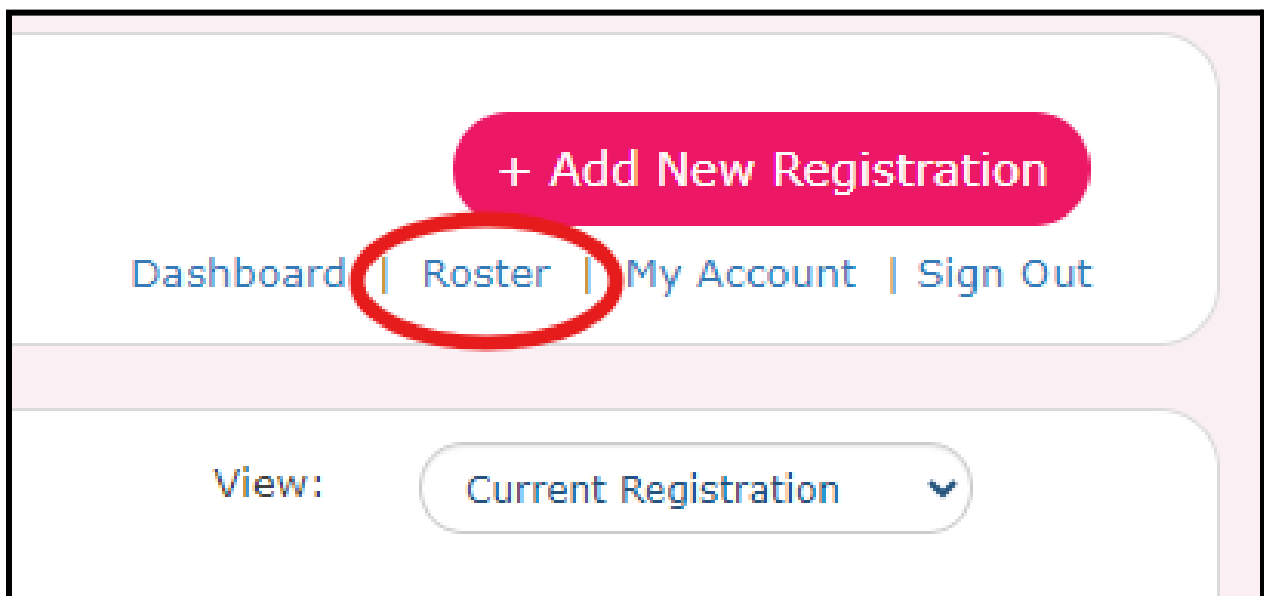 + Add New Registration
Dashboard | Roster | My Account | Sign Out
View: Current Registration